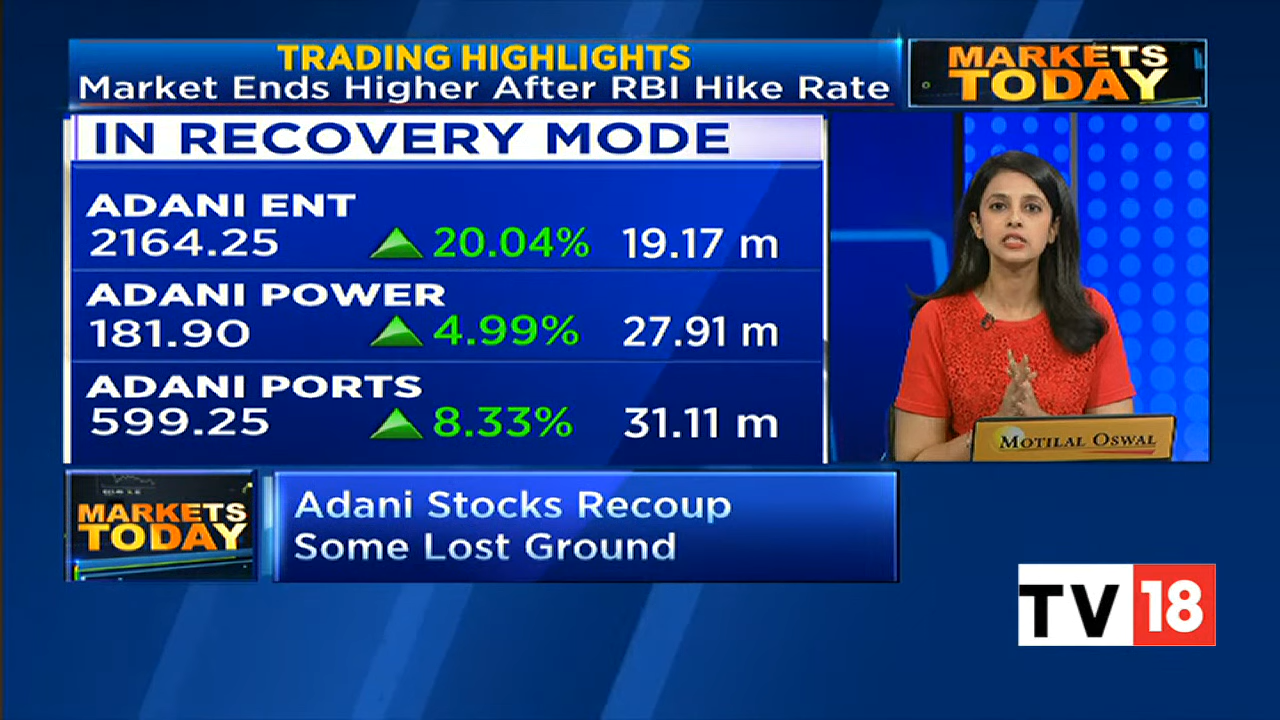 TRADING HIGHLIGHTS
Market Ends Higher After RBI Hike Rate
MARKETS
TODAY
IN RECOVERY MODE
ADANI ENT
2164.25 20.04% 19.17 m
ADANI POWER
181.90 4.99% 27.91 m
ADANI PORTS
599.25 8.33% 31.11 m
MOTILAL OSWAL
MARKETS
TODAY
Adani Stocks Recoup
Some Lost Ground
TV18